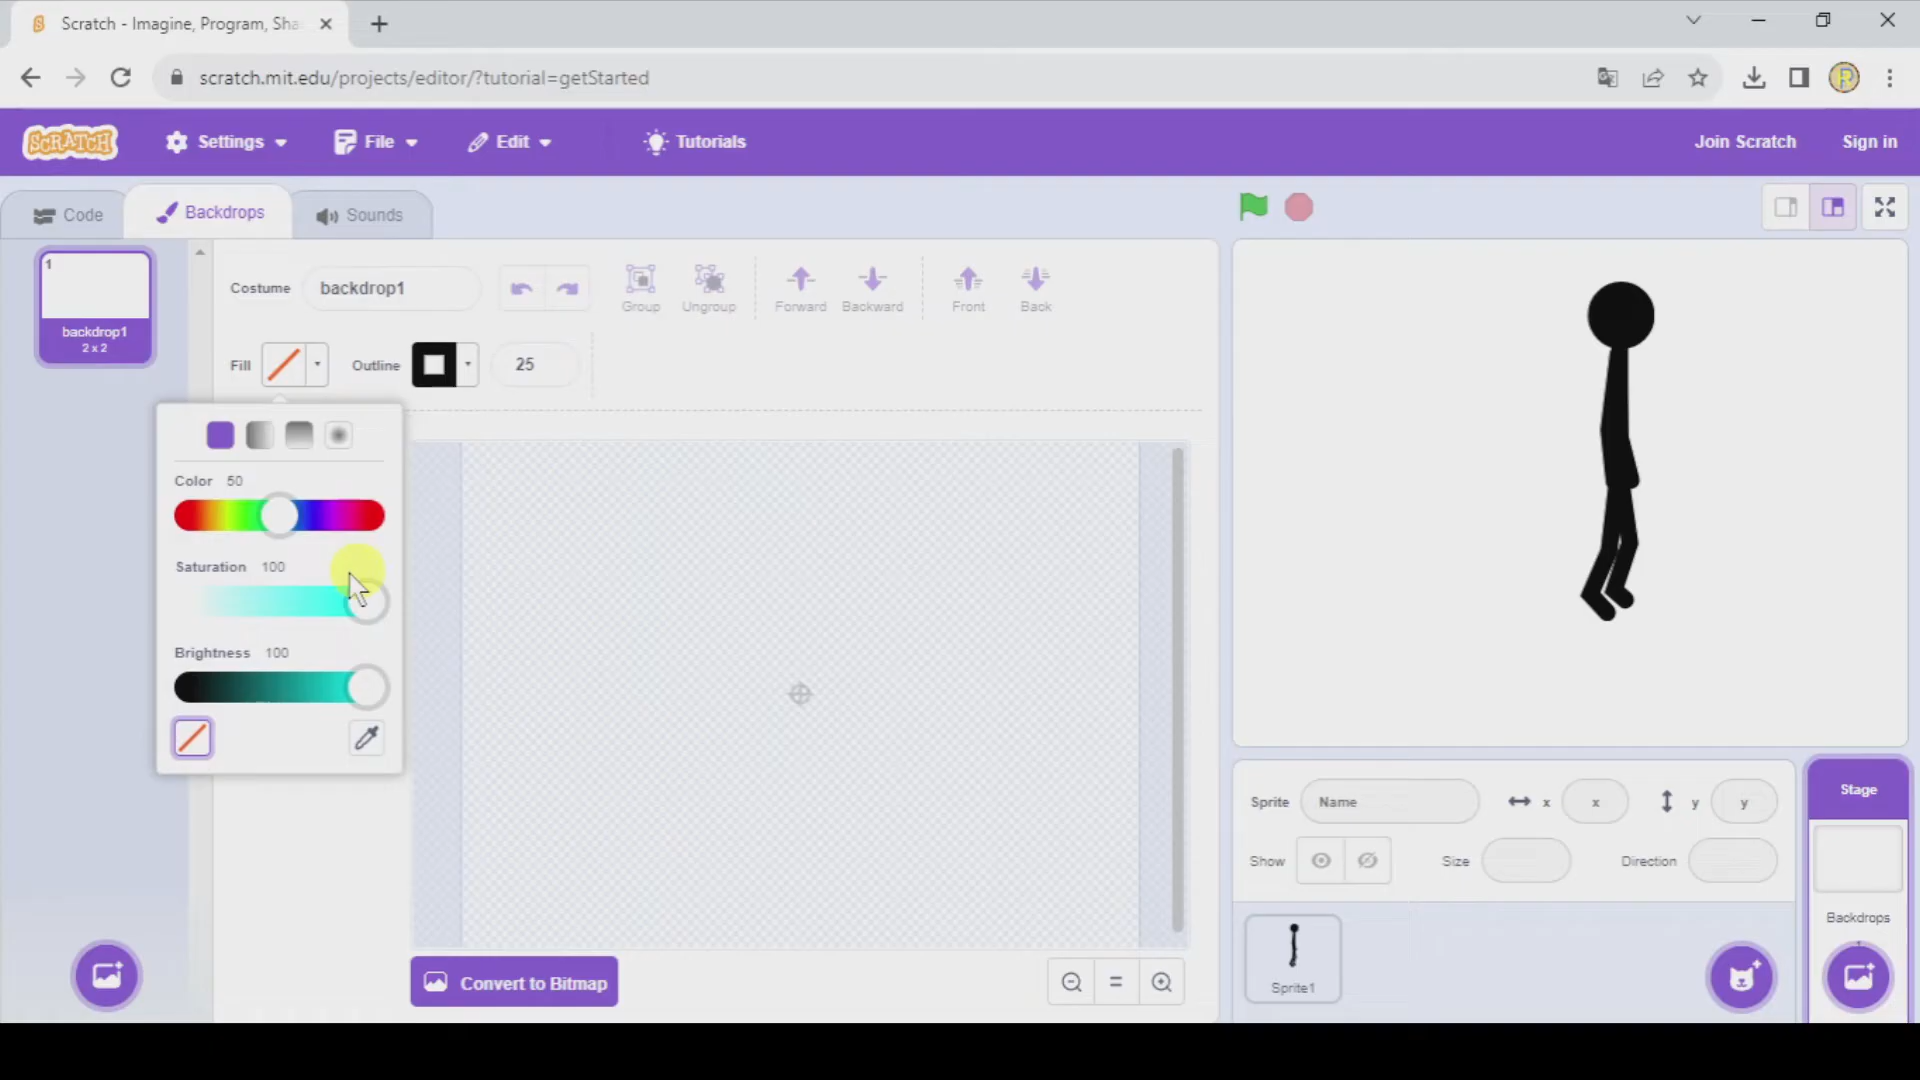 Scratch - Imagine, Program, Sha
scratch.mit.edu/projects/editor/?tutorial=getStarted
SCRATCH
Settings
File
Edit
Tutorials
Join Scratch
Sign in
Code
Backdrops
Sounds
1
backdrop1
2 x 2
Costume
backdrop1
Group
Ungroup
Forward
Backward
Front
Back
Fill
Outline
25
Color 50
Saturation 100
Brightness 100
Convert to Bitmap
Sprite
Name
x
x
y
y
Show
Size
Direction
Sprite1
Stage
Backdrops